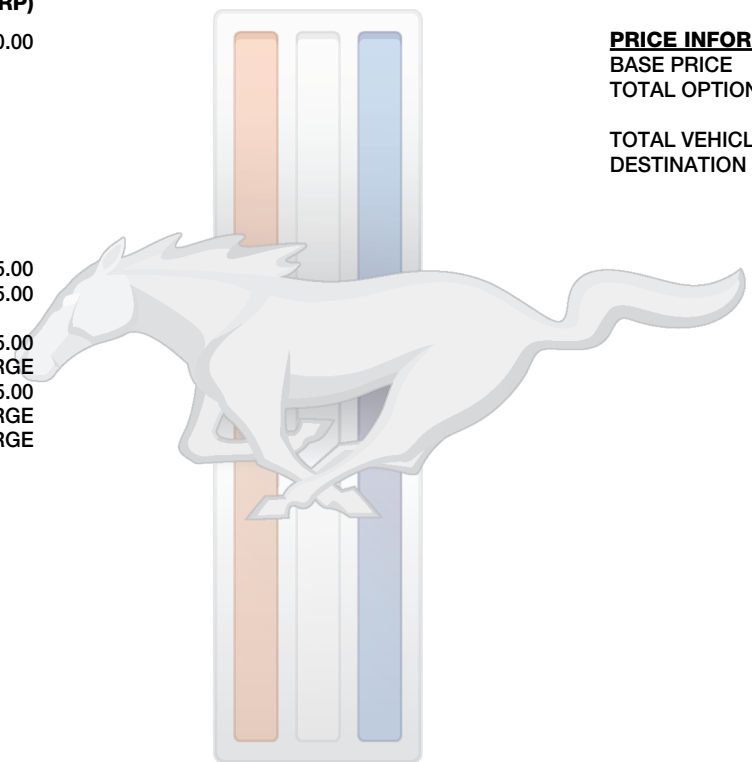 RP)
0.00
5.00
5.00
5.00
RGE
5.00
RGE
RGE
PRICE INFOR
BASE PRICE
TOTAL OPTION
TOTAL VEHICL
DESTINATION